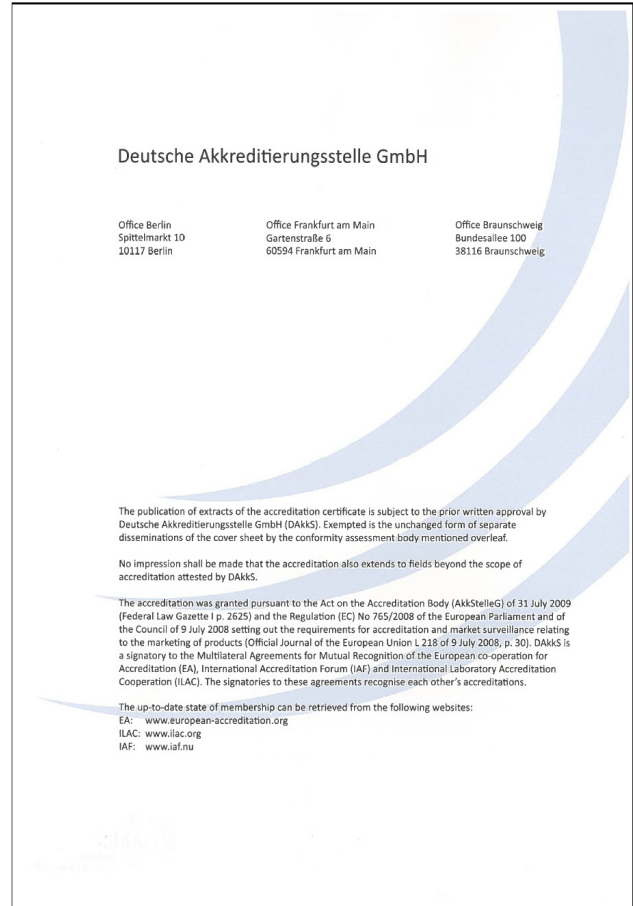 Deutsche Akkreditierungsstelle GmbH
Office Berlin
Spittelmarkt 10
10117 Berlin
Office Frankfurt am Main
Gartenstraße 6
60594 Frankfurt am Main
Office Braunschweig
Bundesallee 100
38116 Braunschweig
The publication of extracts of the accreditation certificate is subject to the prior written approval by
Deutsche Akkreditierungsstelle GmbH (DAkkS). Exempted is the unchanged form of separate
disseminations of the cover sheet by the conformity assessment body mentioned overleaf.
No impression shall be made that the accreditation also extends to fields beyond the scope of
accreditation attested by DAkkS.
The accreditation was granted pursuant to the Act on the Accreditation Body (AkkStelleG) of 31 July 2009
(Federal Law Gazette I p. 2625) and the Regulation (EC) No 765/2008 of the European Parliament and of
the Council of 9 July 2008 setting out the requirements for accreditation and market surveillance relating
to the marketing of products (Official Journal of the European Union L 218 of 9 July 2008, p. 30). DAkkS is
a signatory to the Multilateral Agreements for Mutual Recognition of the European co-operation for
Accreditation (EA), International Accreditation Forum (IAF) and International Laboratory Accreditation
Cooperation (ILAC). The signatories to these agreements recognise each other's accreditations.
The up-to-date state of membership can be retrieved from the following websites:
EA: www.european-accreditation.org
ILAC: www.ilac.org
IAF: www.iaf.nu